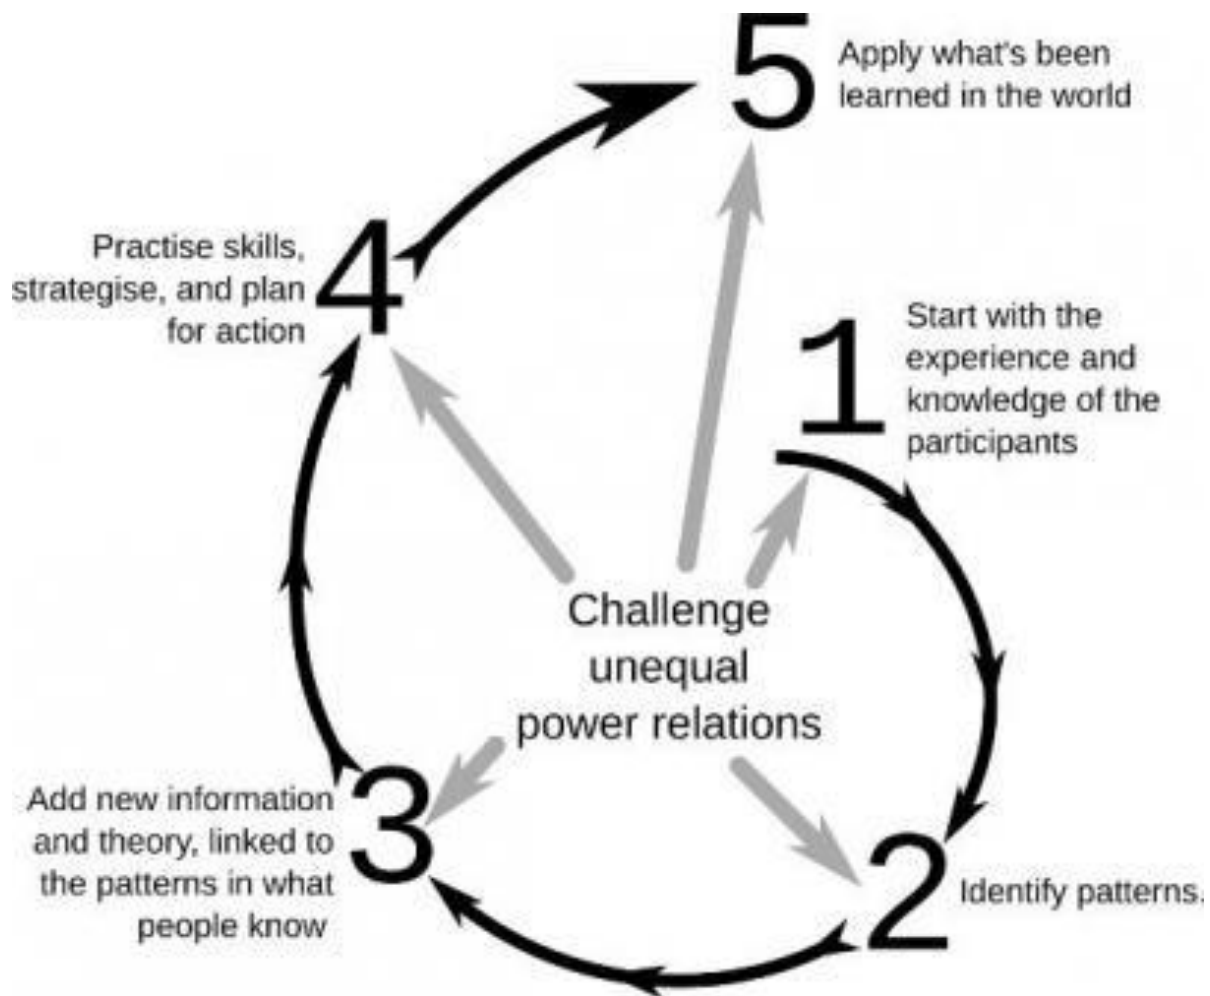 5
Apply what's been
learned in the world
4
Practise skills,
strategise, and plan
for action
1
Start with the
experience and
knowledge of the
participants
Challenge
unequal
power relations
3
Add new information
and theory, linked to
the patterns in what
people know
2
Identify patterns.